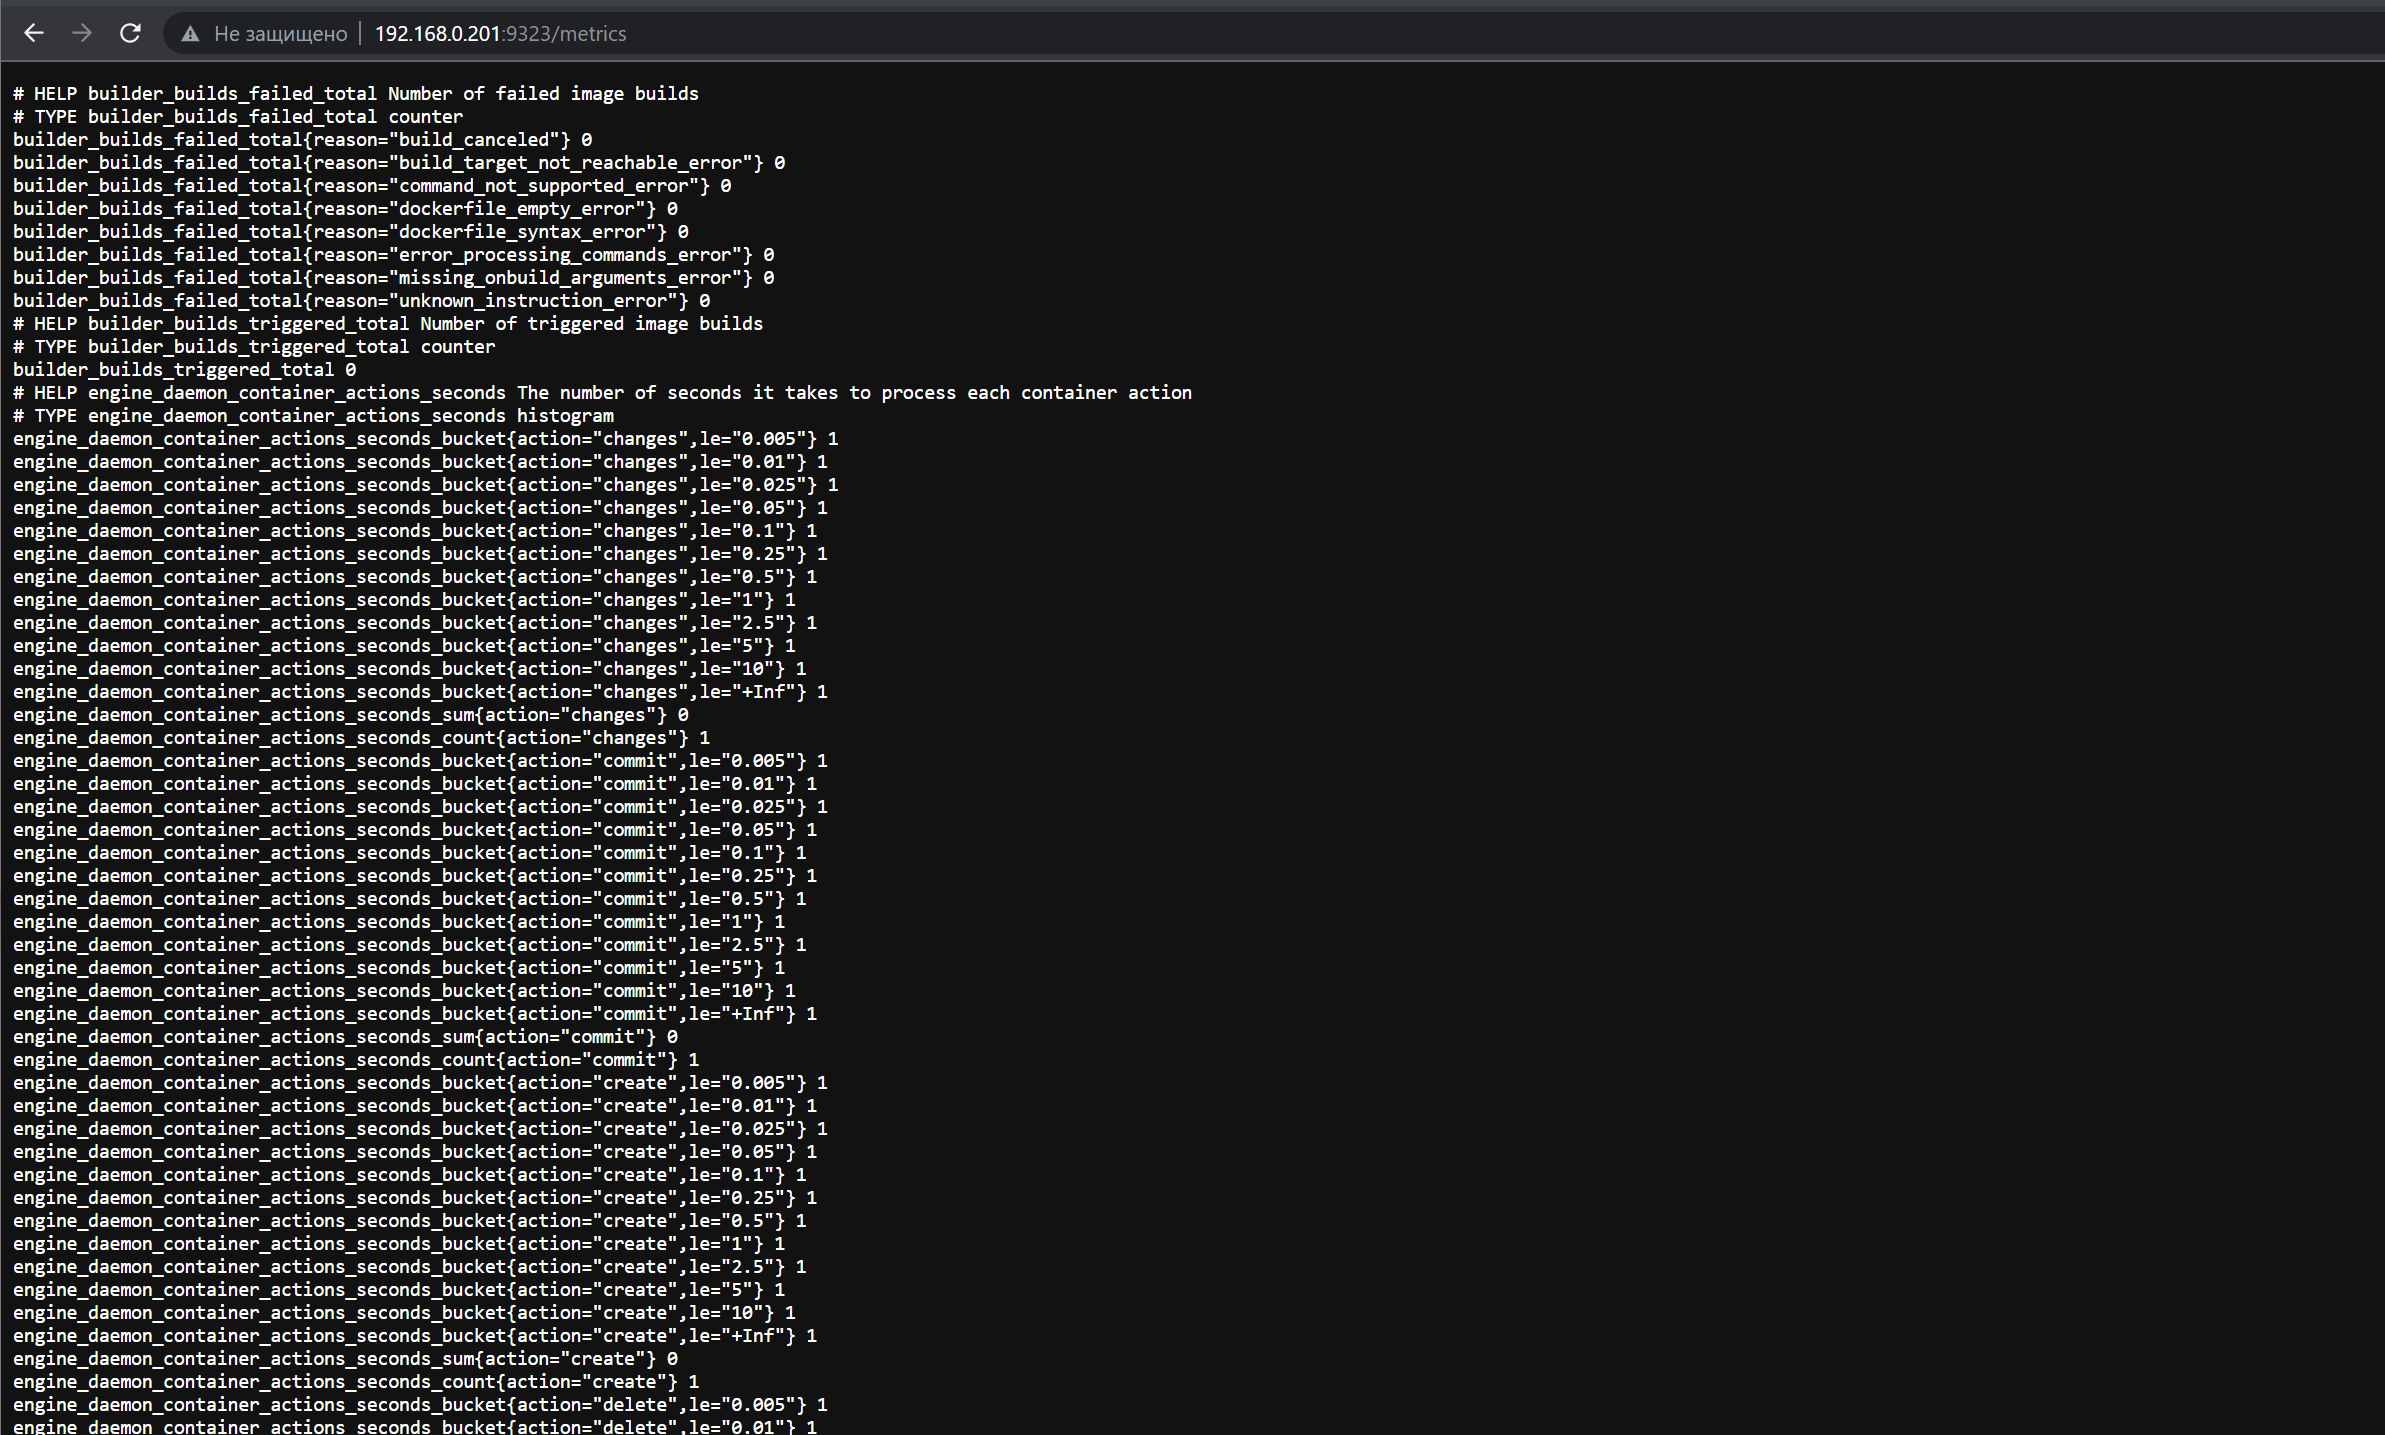 Не защищено 192.168.0.201:9323/metrics
# HELP builder_builds_failed_total Number of failed image builds
# TYPE builder_builds_failed_total counter
builder_builds_failed_total{reason="build_canceled"} 0
builder_builds_failed_total{reason="build_target_not_reachable_error"} 0
builder_builds_failed_total{reason="command_not_supported_error"} 0
builder_builds_failed_total{reason="dockerfile_empty_error"} 0
builder_builds_failed_total{reason="dockerfile_syntax_error"} 0
builder_builds_failed_total{reason="error_processing_commands_error"} 0
builder_builds_failed_total{reason="missing_onbuild_arguments_error"} 0
builder_builds_failed_total{reason="unknown_instruction_error"} 0
# HELP builder_builds_triggered_total Number of triggered image builds
# TYPE builder_builds_triggered_total counter
builder_builds_triggered_total 0
# HELP engine_daemon_container_actions_seconds The number of seconds it takes to process each container action
# TYPE engine_daemon_container_actions_seconds histogram
engine_daemon_container_actions_seconds_bucket{action="changes",le="0.005"} 1
engine_daemon_container_actions_seconds_bucket{action="changes",le="0.01"} 1
engine_daemon_container_actions_seconds_bucket{action="changes",le="0.025"} 1
engine_daemon_container_actions_seconds_bucket{action="changes",le="0.05"} 1
engine_daemon_container_actions_seconds_bucket{action="changes",le="0.1"} 1
engine_daemon_container_actions_seconds_bucket{action="changes",le="0.25"} 1
engine_daemon_container_actions_seconds_bucket{action="changes",le="0.5"} 1
engine_daemon_container_actions_seconds_bucket{action="changes",le="1"} 1
engine_daemon_container_actions_seconds_bucket{action="changes",le="2.5"} 1
engine_daemon_container_actions_seconds_bucket{action="changes",le="5"} 1
engine_daemon_container_actions_seconds_bucket{action="changes",le="10"} 1
engine_daemon_container_actions_seconds_bucket{action="changes",le="+Inf"} 1
engine_daemon_container_actions_seconds_sum{action="changes"} 0
engine_daemon_container_actions_seconds_count{action="changes"} 1
engine_daemon_container_actions_seconds_bucket{action="commit",le="0.005"} 1
engine_daemon_container_actions_seconds_bucket{action="commit",le="0.01"} 1
engine_daemon_container_actions_seconds_bucket{action="commit",le="0.025"} 1
engine_daemon_container_actions_seconds_bucket{action="commit",le="0.05"} 1
engine_daemon_container_actions_seconds_bucket{action="commit",le="0.1"} 1
engine_daemon_container_actions_seconds_bucket{action="commit",le="0.25"} 1
engine_daemon_container_actions_seconds_bucket{action="commit",le="0.5"} 1
engine_daemon_container_actions_seconds_bucket{action="commit",le="1"} 1
engine_daemon_container_actions_seconds_bucket{action="commit",le="2.5"} 1
engine_daemon_container_actions_seconds_bucket{action="commit",le="5"} 1
engine_daemon_container_actions_seconds_bucket{action="commit",le="10"} 1
engine_daemon_container_actions_seconds_bucket{action="commit",le="+Inf"} 1
engine_daemon_container_actions_seconds_sum{action="commit"} 0
engine_daemon_container_actions_seconds_count{action="commit"} 1
engine_daemon_container_actions_seconds_bucket{action="create",le="0.005"} 1
engine_daemon_container_actions_seconds_bucket{action="create",le="0.01"} 1
engine_daemon_container_actions_seconds_bucket{action="create",le="0.025"} 1
engine_daemon_container_actions_seconds_bucket{action="create",le="0.05"} 1
engine_daemon_container_actions_seconds_bucket{action="create",le="0.1"} 1
engine_daemon_container_actions_seconds_bucket{action="create",le="0.25"} 1
engine_daemon_container_actions_seconds_bucket{action="create",le="0.5"} 1
engine_daemon_container_actions_seconds_bucket{action="create",le="1"} 1
engine_daemon_container_actions_seconds_bucket{action="create",le="2.5"} 1
engine_daemon_container_actions_seconds_bucket{action="create",le="5"} 1
engine_daemon_container_actions_seconds_bucket{action="create",le="10"} 1
engine_daemon_container_actions_seconds_bucket{action="create",le="+Inf"} 1
engine_daemon_container_actions_seconds_sum{action="create"} 0
engine_daemon_container_actions_seconds_count{action="create"} 1
engine_daemon_container_actions_seconds_bucket{action="delete",le="0.005"} 1
engine_daemon_container_actions_seconds_bucket{action="delete",le="0.01"} 1